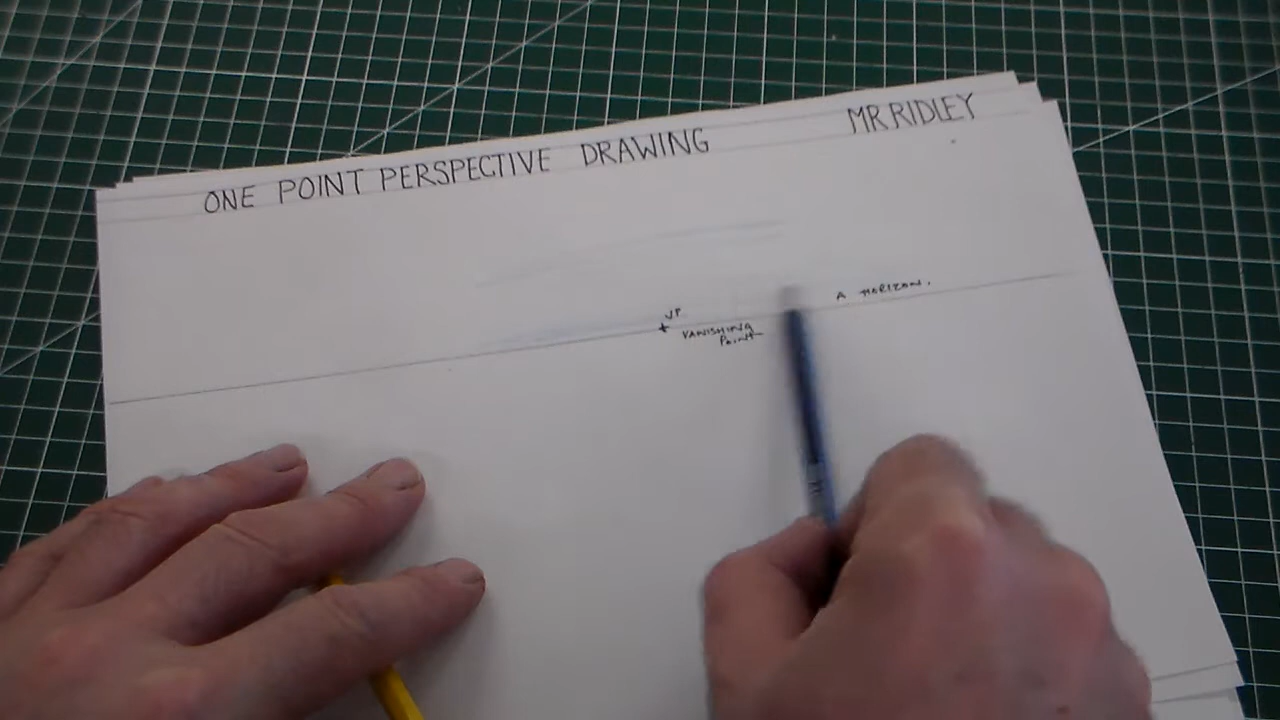 ONE POINT PERSPECTIVE DRAWING MR RIDLEY
A HORIZON.
VP
VANISHING
POINT